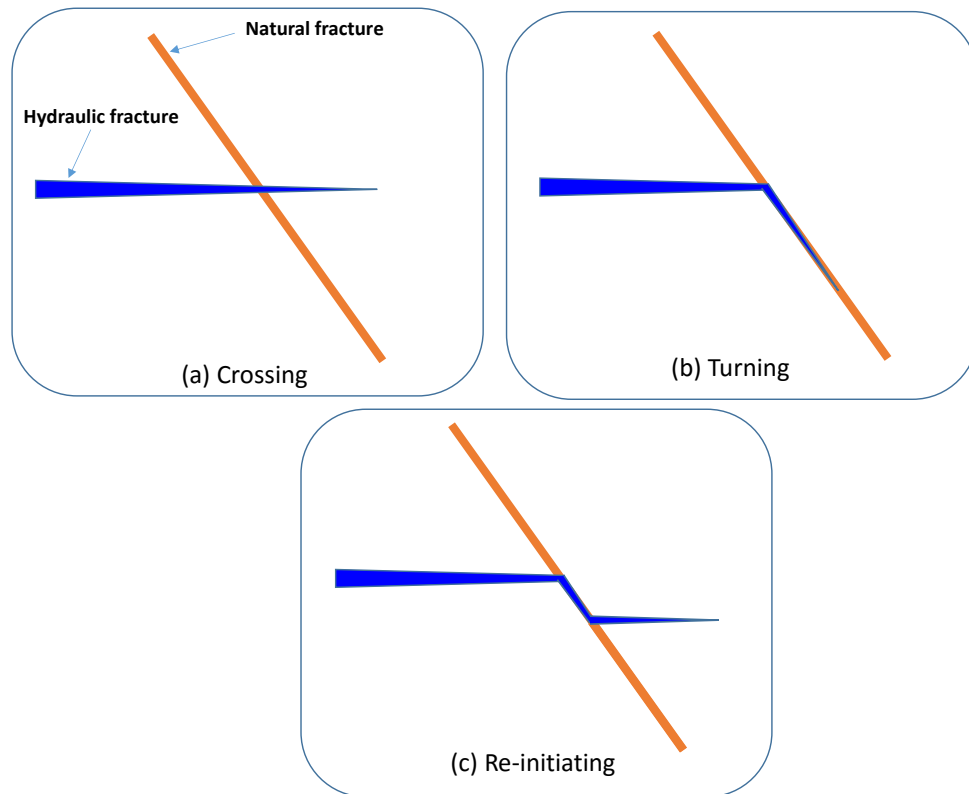 Natural fracture
Hydraulic fracture
(a) Crossing
(b) Turning
(c) Re-initiating